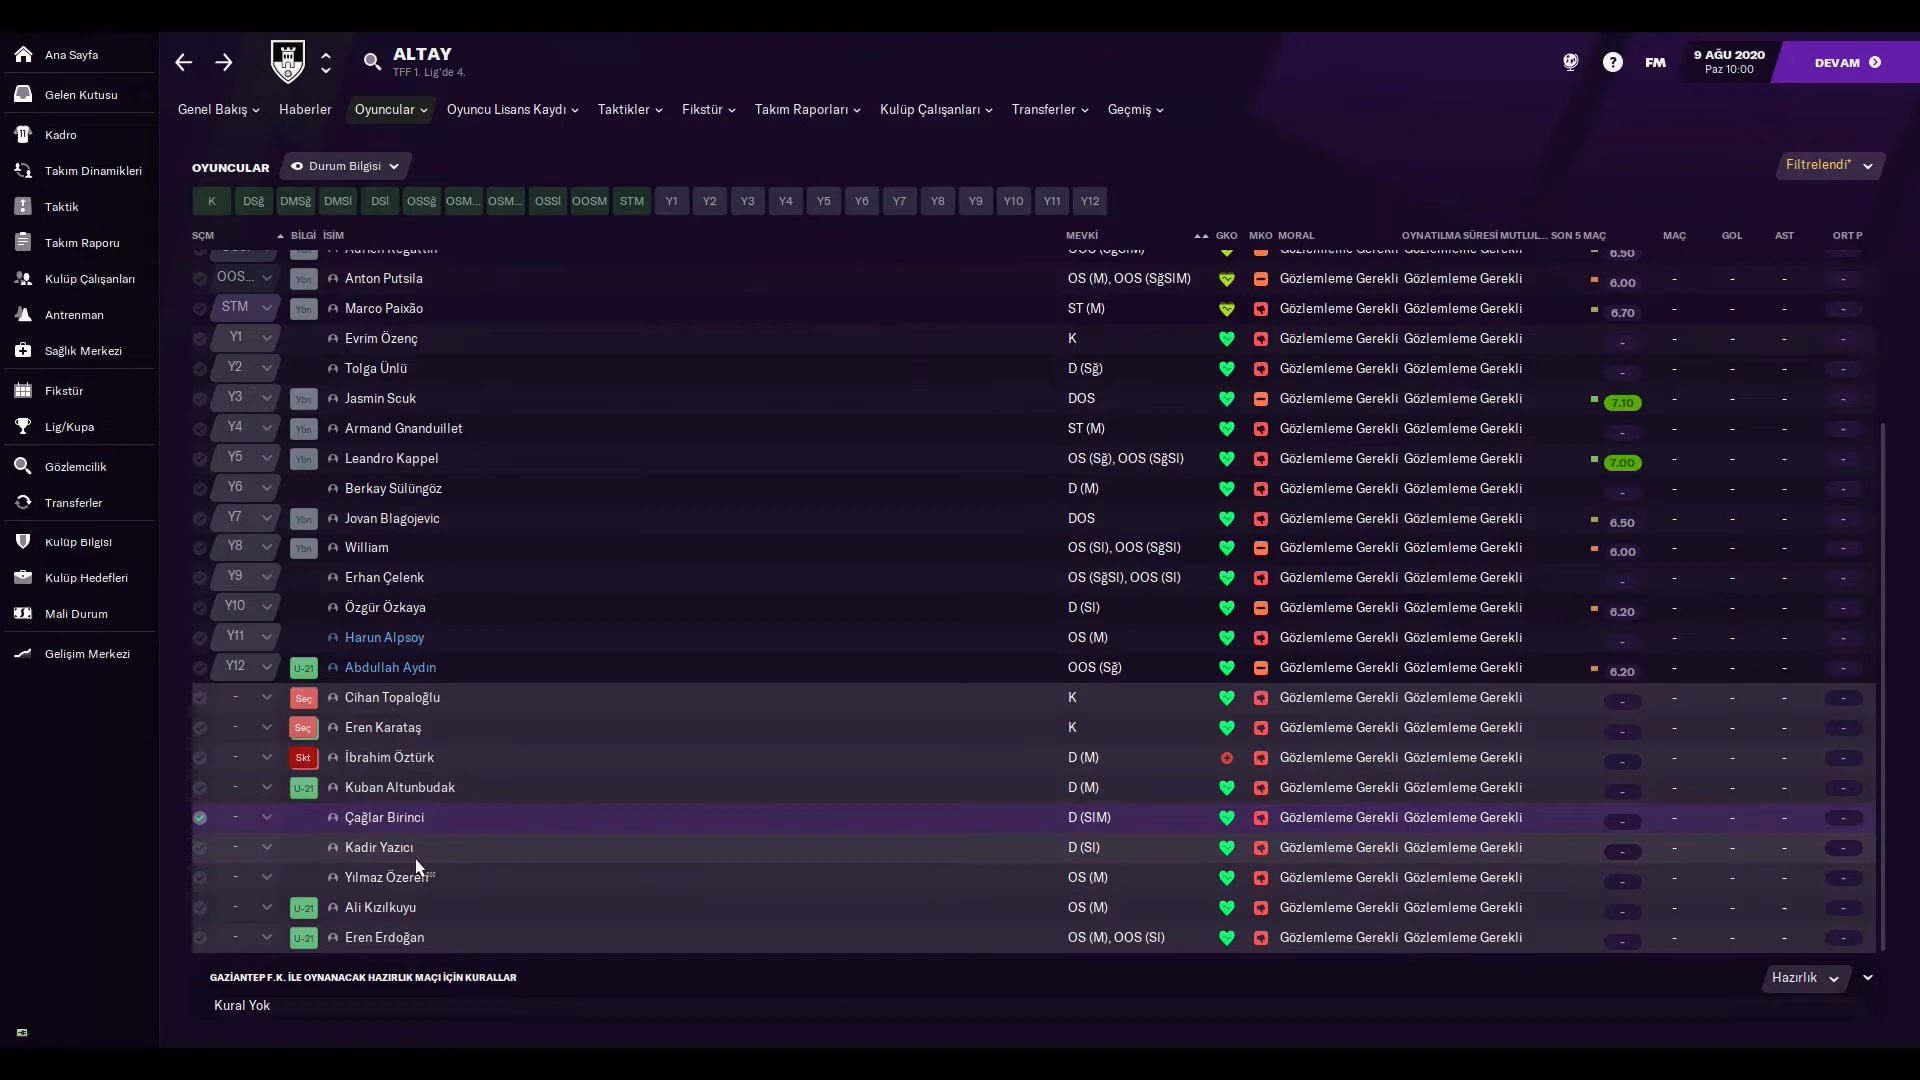 Ana Sayfa
Gelen Kutusu
Kadro
Takım Dinamikleri
Taktik
Takım Raporu
Kulüp Çalışanları
Antrenman
Sağlık Merkezi
Fikstür
Lig/Kupa
Gözlemcilik
Transferler
Kulüp Bilgisi
Kulüp Hedefleri
Mali Durum
Gelişim Merkezi
ALTAY
TFF 1. Lig'de 4.
? FM 9 AĞU 2020 DEVAM
Paz 10:00
Genel Bakış Haberler Oyuncular Oyuncu Lisans Kaydı Taktikler Fikstür Takım Raporları Kulüp Çalışanları Transferler Geçmiş
OYUNCULAR Durum Bilgisi Filtrelendi*
K DSğ DMSğ DMSl DSl OSSğ OSM... OSM... OSSl OOSM STM Y1 Y2 Y3 Y4 Y5 Y6 Y7 Y8 Y9 Y10 Y11 Y12
SÇM BİLGİ İSİM MEVKİ GKO MKO MORAL OYNATILMA SÜRESİ MUTLUL... SON 5 MAÇ MAÇ GOL AST ORT P
6.50
OOS... Ybn Anton Putsila OS (M), OOS (SğSlM) Gözlemleme Gerekli Gözlemleme Gerekli 6.00 - - - -
STM Ybn Marco Paixão ST (M) Gözlemleme Gerekli Gözlemleme Gerekli 6.70 - - - -
Y1 Evrim Özenç K Gözlemleme Gerekli Gözlemleme Gerekli - - - - -
Y2 Tolga Ünlü D (Sğ) Gözlemleme Gerekli Gözlemleme Gerekli - - - - -
Y3 Ybn Jasmin Scuk DOS Gözlemleme Gerekli Gözlemleme Gerekli 7.10 - - - -
Y4 Ybn Armand Gnanduillet ST (M) Gözlemleme Gerekli Gözlemleme Gerekli - - - - -
Y5 Ybn Leandro Kappel OS (Sğ), OOS (SğSl) Gözlemleme Gerekli Gözlemleme Gerekli 7.00 - - - -
Y6 Berkay Sülüngöz D (M) Gözlemleme Gerekli Gözlemleme Gerekli - - - - -
Y7 Ybn Jovan Blagojevic DOS Gözlemleme Gerekli Gözlemleme Gerekli 6.50 - - - -
Y8 Ybn William OS (Sl), OOS (SğSl) Gözlemleme Gerekli Gözlemleme Gerekli 6.00 - - - -
Y9 Erhan Çelenk OS (SğSl), OOS (Sl) Gözlemleme Gerekli Gözlemleme Gerekli - - - - -
Y10 Özgür Özkaya D (Sl) Gözlemleme Gerekli Gözlemleme Gerekli 6.20 - - - -
Y11 Harun Alpsoy OS (M) Gözlemleme Gerekli Gözlemleme Gerekli - - - - -
Y12 U-21 Abdullah Aydın OOS (Sğ) Gözlemleme Gerekli Gözlemleme Gerekli 6.20 - - - -
- Seç Cihan Topaloğlu K Gözlemleme Gerekli Gözlemleme Gerekli - - - - -
- Seç Eren Karataş K Gözlemleme Gerekli Gözlemleme Gerekli - - - - -
- Skt İbrahim Öztürk D (M) Gözlemleme Gerekli Gözlemleme Gerekli - - - - -
- U-21 Kuban Altunbudak D (M) Gözlemleme Gerekli Gözlemleme Gerekli - - - - -
- Çağlar Birinci D (SlM) Gözlemleme Gerekli Gözlemleme Gerekli - - - - -
- Kadir Yazıcı D (Sl) Gözlemleme Gerekli Gözlemleme Gerekli - - - - -
- Yılmaz Özeren OS (M) Gözlemleme Gerekli Gözlemleme Gerekli - - - - -
- U-21 Ali Kızılkuyu OS (M) Gözlemleme Gerekli Gözlemleme Gerekli - - - - -
- U-21 Eren Erdoğan OS (M), OOS (Sl) Gözlemleme Gerekli Gözlemleme Gerekli - - - - -
GAZİANTEP F.K. İLE OYNANACAK HAZIRLIK MAÇI İÇİN KURALLAR Hazırlık
Kural Yok